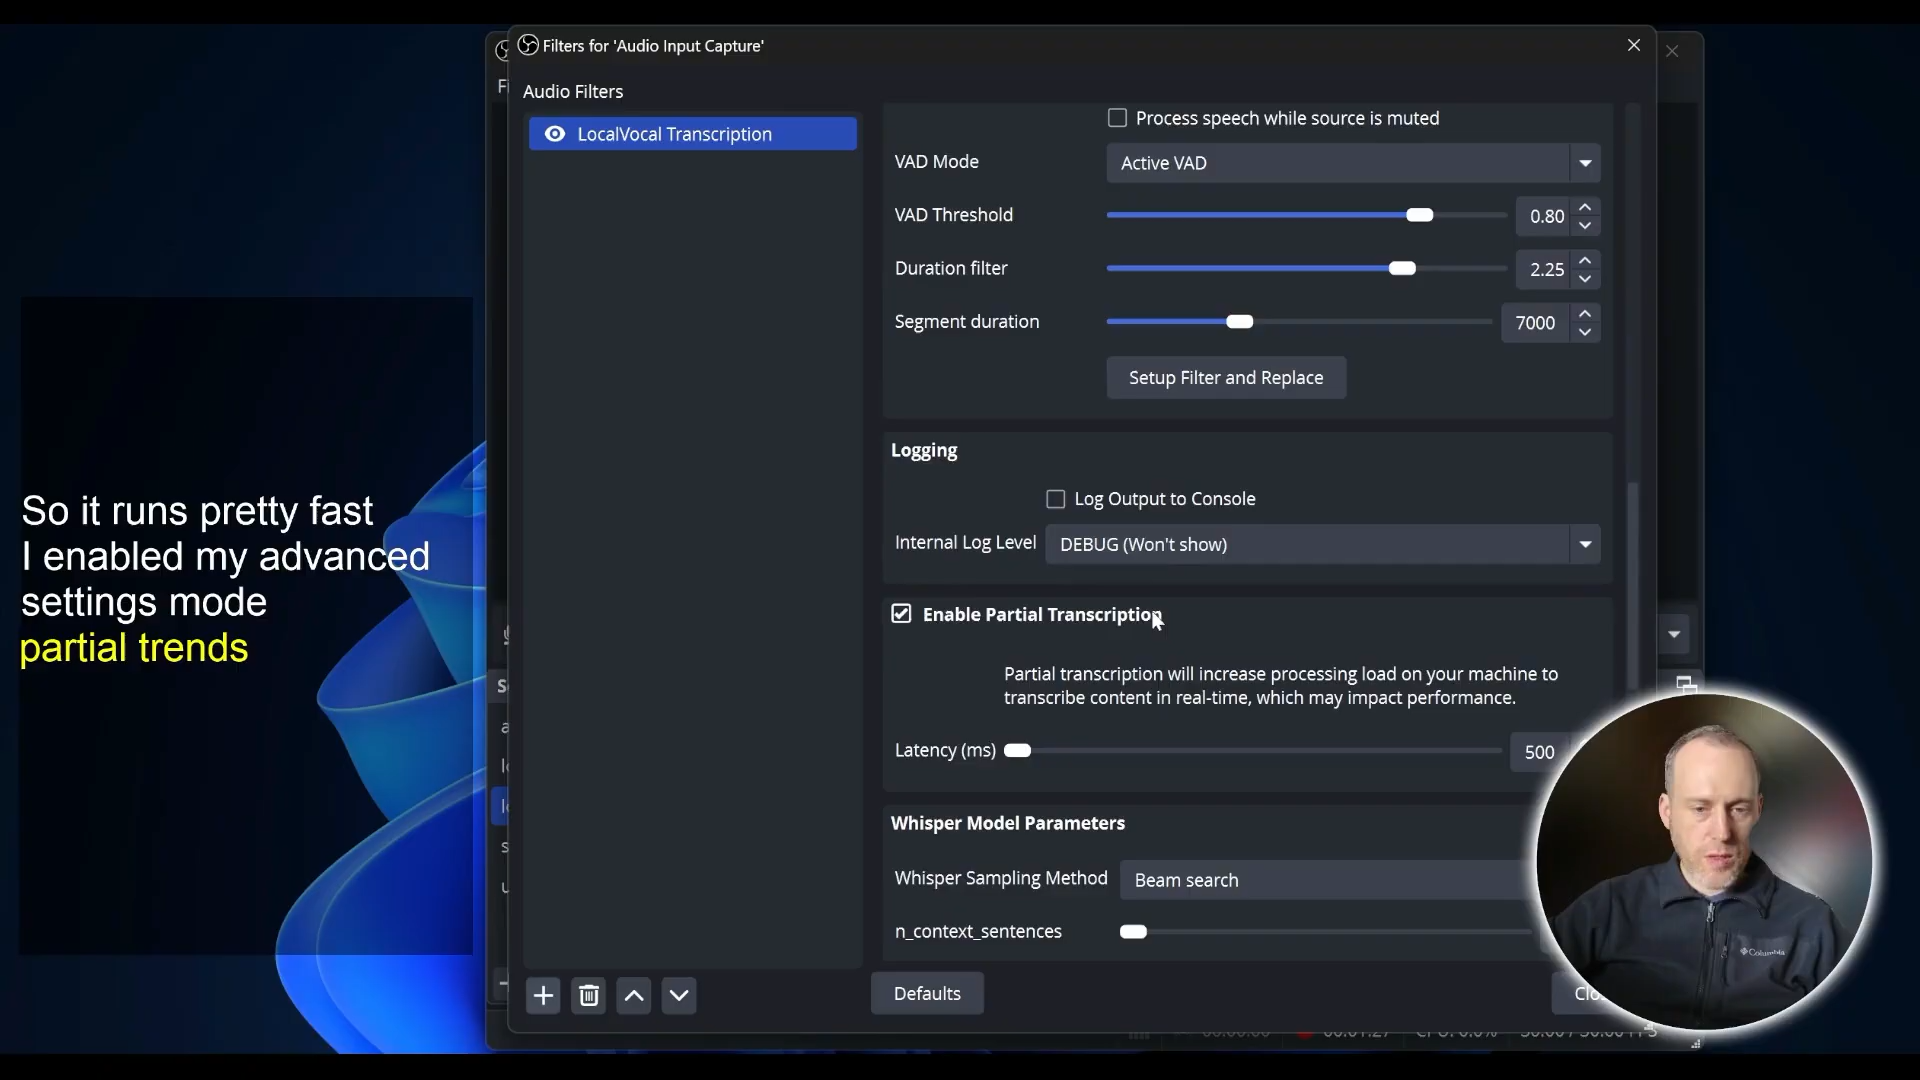 Filters for 'Audio Input Capture'
Audio Filters
LocalVocal Transcription
Process speech while source is muted
VAD Mode
Active VAD
VAD Threshold
0.80
Duration filter
2.25
Segment duration
7000
Setup Filter and Replace
Logging
Log Output to Console
Internal Log Level
DEBUG (Won't show)
Enable Partial Transcription
Partial transcription will increase processing load on your machine to
transcribe content in real-time, which may impact performance.
Latency (ms)
500
Whisper Model Parameters
Whisper Sampling Method
Beam search
n_context_sentences
Defaults
So it runs pretty fast
I enabled my advanced
settings mode
partial trends
Columbia